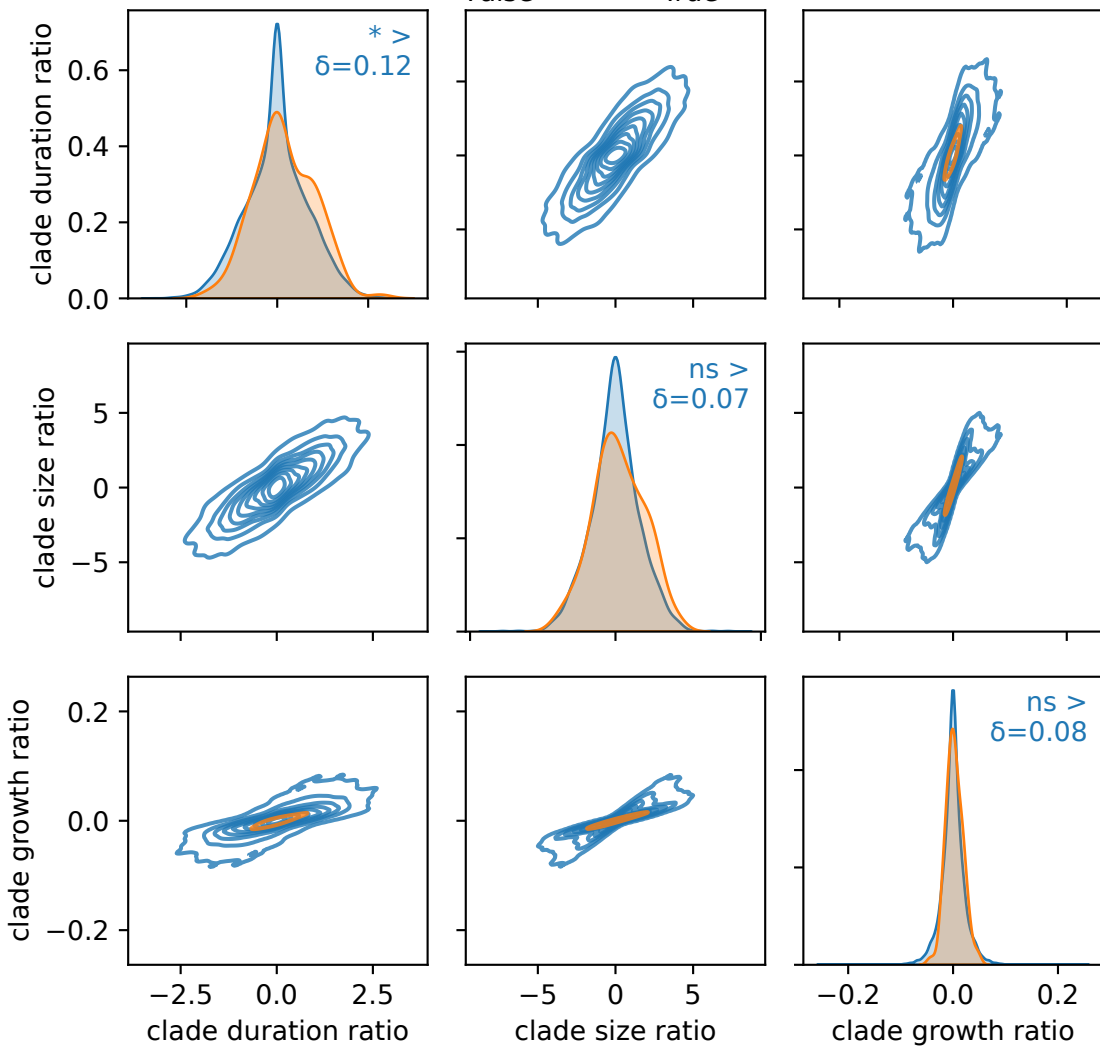 clade duration ratio
0.6
0.4
0.2
0.0
* >
δ=0.12
clade size ratio
5
0
−5
ns >
δ=0.07
clade growth ratio
0.2
0.0
−0.2
ns >
δ=0.08
−2.5 0.0 2.5
−5 0 5
−0.2 0.0 0.2
clade duration ratio
clade size ratio
clade growth ratio